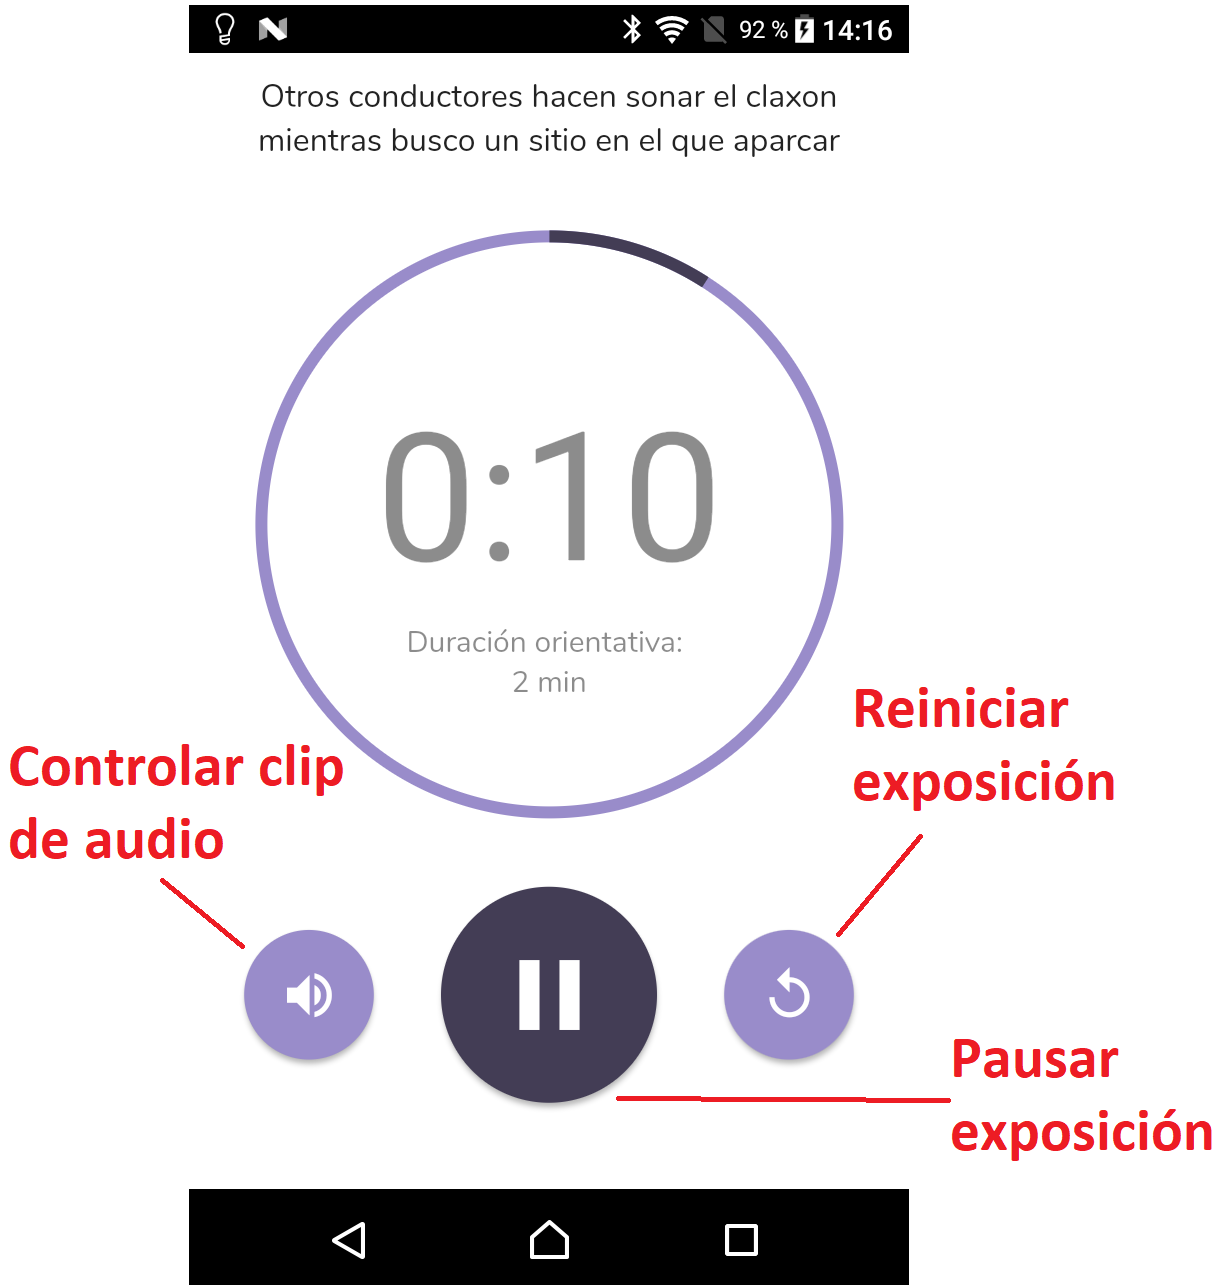 92 % 14:16
Otros conductores hacen sonar el claxon
mientras busco un sitio en el que aparcar
0:10
Duración orientativa:
2 min
Reiniciar
exposición
Controlar clip
de audio
Pausar
exposición